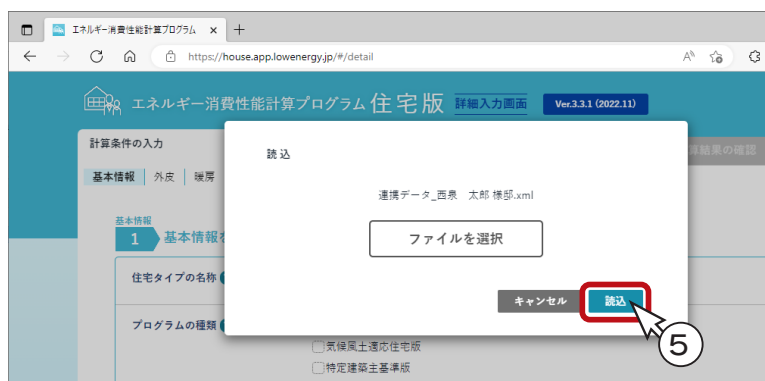 エネルギー消費性能計算プログラム
https://house.app.lowenergy.jp/#/detail
エネルギー消費性能計算プログラム 住宅版 詳細入力画面 Ver.3.3.1 (2022.11)
計算条件の入力
算結果の確認
基本情報 外皮 暖房
読込
連携データ_西泉 太郎 様邸.xml
ファイルを選択
キャンセル 読込
5
基本情報
1 基本情報を
住宅タイプの名称
プログラムの種類
気候風土適応住宅版
特定建築主基準版